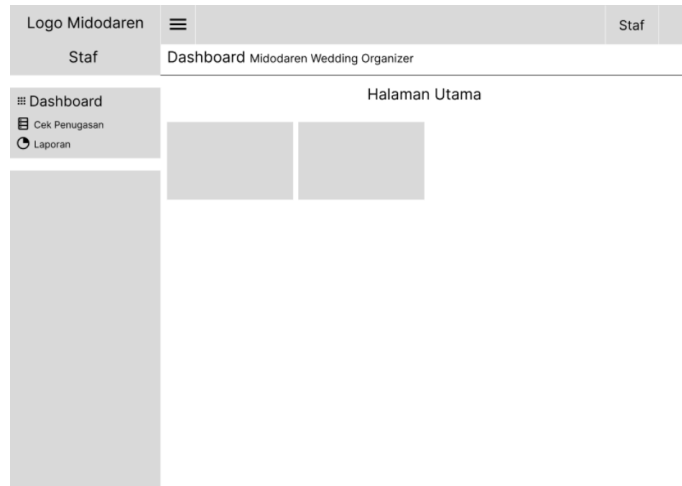 Logo Midodaren
Staf
Staf
Dashboard Midodaren Wedding Organizer
Dashboard
Cek Penugasan
Laporan
Halaman Utama